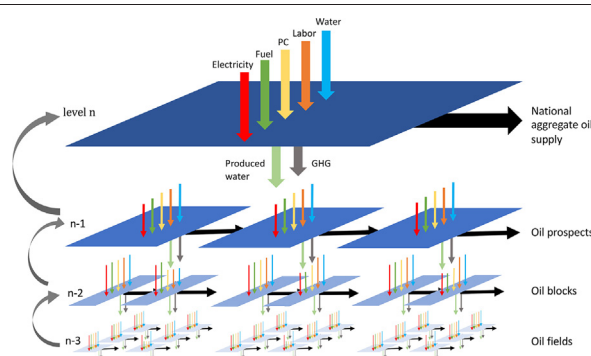 Water
Labor
PC
Fuel
Electricity
level n
National
aggregate oil
supply
Produced
water
GHG
n-1
Oil prospects
n-2
Oil blocks
n-3
Oil fields